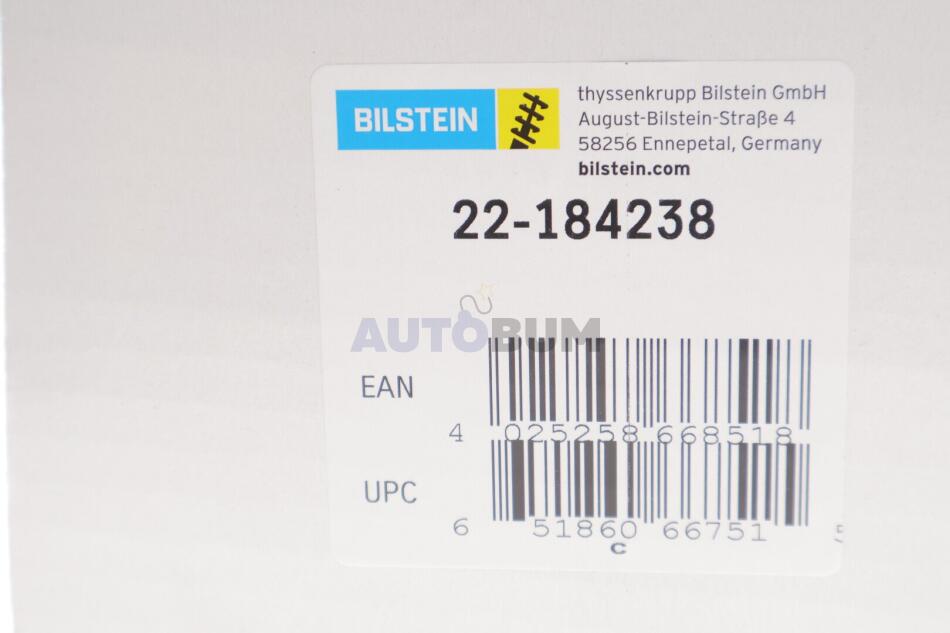 BILSTEIN
thyssenkrupp Bilstein GmbH
August-Bilstein-Straße 4
58256 Ennepetal, Germany
bilstein.com
22-184238
AUTOBUM
EAN
4 025258 668518
UPC
6 51860 66751 5
c